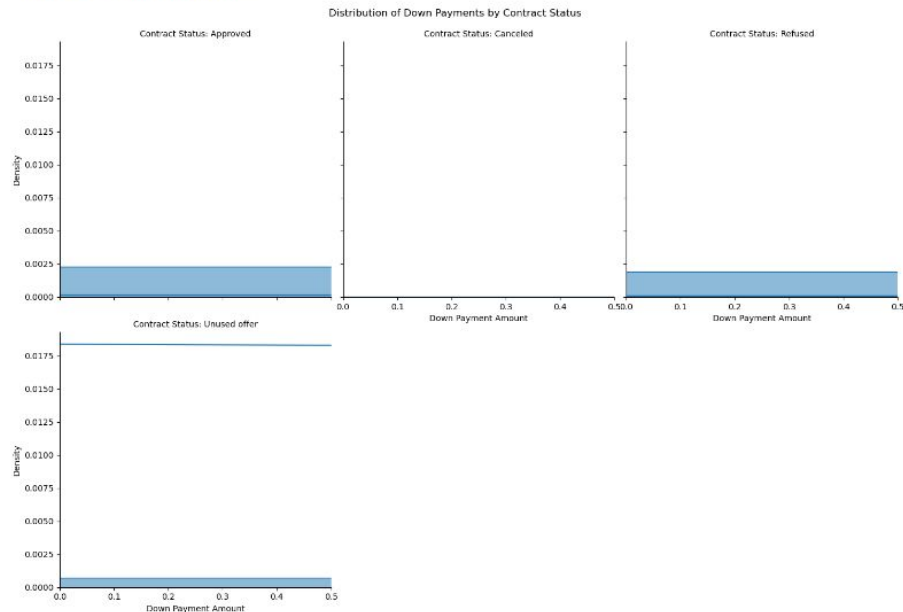 Distribution of Down Payments by Contract Status
Contract Status: Approved
Contract Status: Canceled
Contract Status: Refused
0.0175
0.0150
0.0125
0.0100
0.0075
0.0050
0.0025
0.0000
Density
0.0 0.1 0.2 0.3 0.4 0.5
Down Payment Amount
0.0 0.1 0.2 0.3 0.4 0.5
Down Payment Amount
Contract Status: Unused offer
0.0175
0.0150
0.0125
0.0100
0.0075
0.0050
0.0025
0.0000
Density
0.0 0.1 0.2 0.3 0.4 0.5
Down Payment Amount